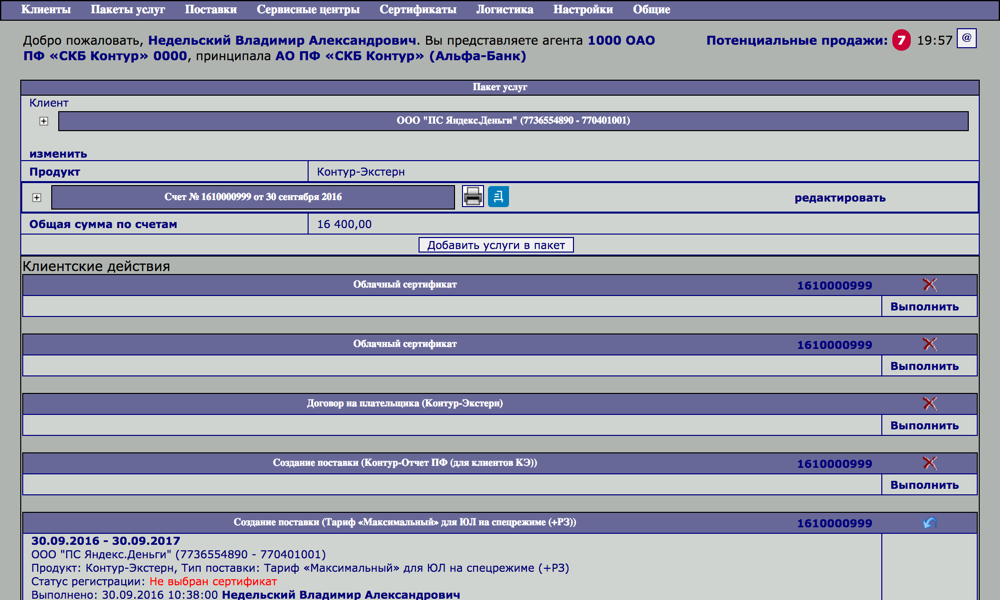 Клиенты Пакеты услуг Поставки Сервисные центры Сертификаты Логистика Настройки Общие
Добро пожаловать, Недельский Владимир Александрович. Вы представляете агента 1000 ОАО
ПФ «СКБ Контур» 0000, принципала АО ПФ «СКБ Контур» (Альфа-Банк)
Потенциальные продажи: 7 19:57 @
Пакет услуг
Клиент
ООО "ПС Яндекс.Деньги" (7736554890 - 770401001)
изменить
Продукт Контур-Экстерн
Счет № 1610000999 от 30 сентября 2016 редактировать
Общая сумма по счетам 16 400,00
Добавить услуги в пакет
Клиентские действия
Облачный сертификат 1610000999
Выполнить
Облачный сертификат 1610000999
Выполнить
Договор на плательщика (Контур-Экстерн)
Выполнить
Создание поставки (Контур-Отчет ПФ (для клиентов КЭ)) 1610000999
Выполнить
Создание поставки (Тариф «Максимальный» для ЮЛ на спецрежиме (+РЗ)) 1610000999
30.09.2016 - 30.09.2017
ООО "ПС Яндекс.Деньги" (7736554890 - 770401001)
Продукт: Контур-Экстерн, Тип поставки: Тариф «Максимальный» для ЮЛ на спецрежиме (+РЗ)
Статус регистрации: Не выбран сертификат
Выполнено: 30.09.2016 10:38:00 Недельский Владимир Александрович